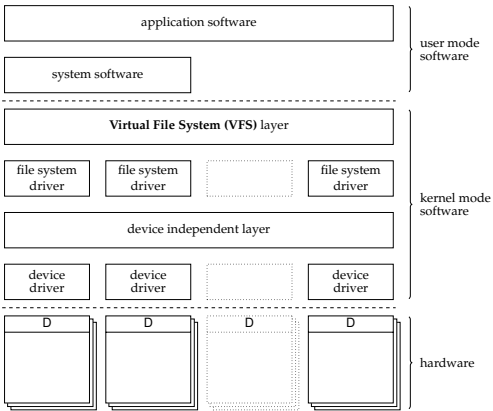 application software
user mode
software
system software
Virtual File System (VFS) layer
file system
driver
file system
driver
file system
driver
kernel mode
software
device independent layer
device
driver
device
driver
device
driver
D
D
D
D
hardware